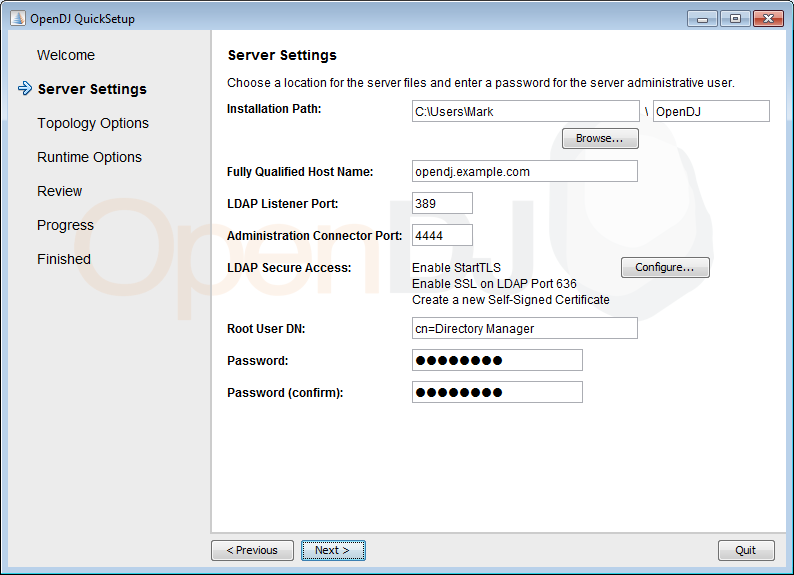 OpenDJ QuickSetup
Welcome
Server Settings
Topology Options
Runtime Options
Review
Progress
Finished
Server Settings
Choose a location for the server files and enter a password for the server administrative user.
Installation Path: C:\Users\Mark \ OpenDJ
Browse...
Fully Qualified Host Name: opendj.example.com
LDAP Listener Port: 389
Administration Connector Port: 4444
LDAP Secure Access: Enable StartTLS Configure...
Enable SSL on LDAP Port 636
Create a new Self-Signed Certificate
Root User DN: cn=Directory Manager
Password: ●●●●●●●●
Password (confirm): ●●●●●●●●
OpenDJ
< Previous Next > Quit